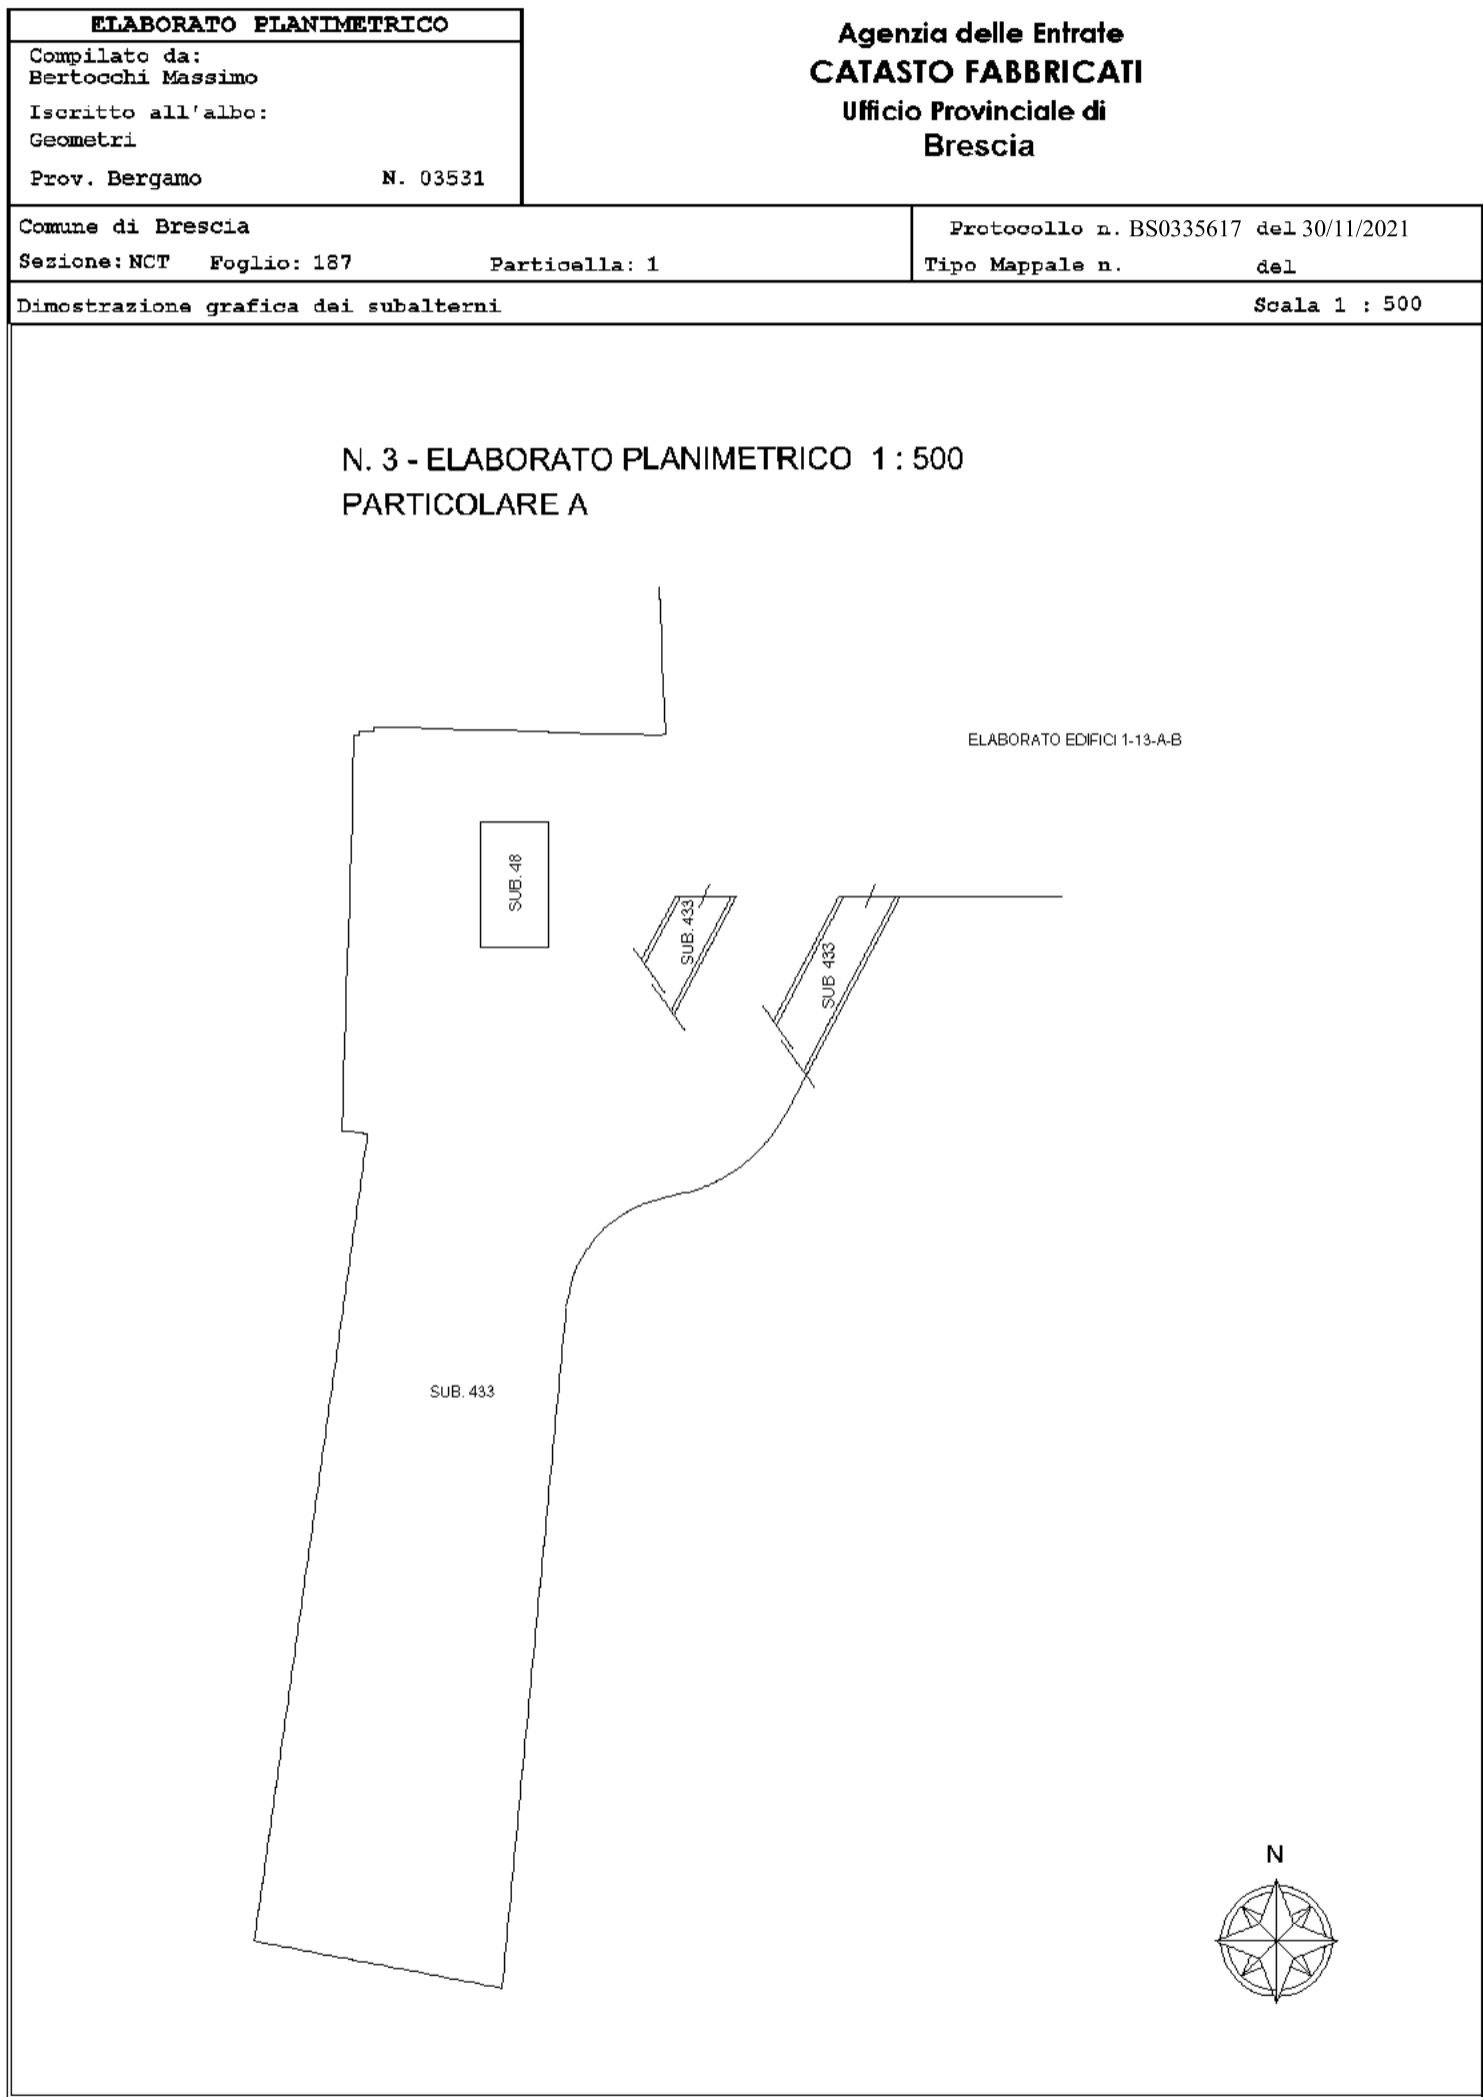 ELABORATO PLANIMETRICO
Compilato da:
Bertocchi Massimo
Iscritto all'albo:
Geometri
Prov. Bergamo N. 03531
Agenzia delle Entrate
CATASTO FABBRICATI
Ufficio Provinciale di
Brescia
Comune di Brescia
Sezione: NCT Foglio: 187 Particella: 1
Protocollo n. BS0335617 del 30/11/2021
Tipo Mappale n. del
Dimostrazione grafica dei subalterni
Scala 1 : 500
N. 3 - ELABORATO PLANIMETRICO 1 : 500
PARTICOLARE A
ELABORATO EDIFICI 1-13-A-B
SUB. 48
SUB. 433
SUB 433
SUB. 433
N